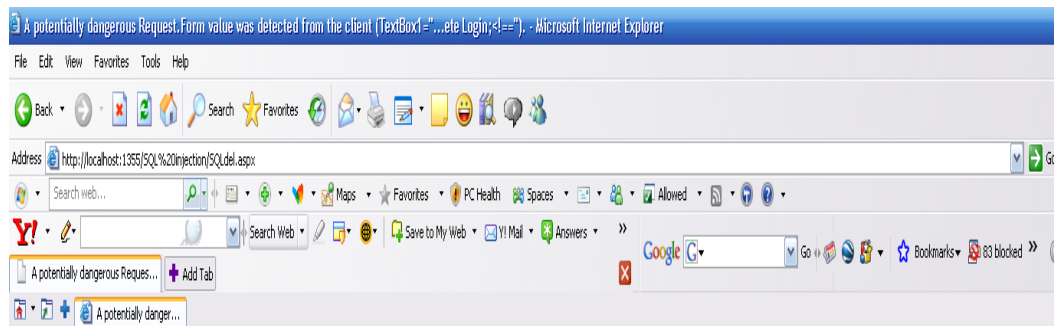 A potentially dangerous Request.Form value was detected from the client (TextBox1="...ete Login;<!=="). - Microsoft Internet Explorer
File Edit View Favorites Tools Help
Back Search Favorites
Address http://localhost:1355/SQL%20injection/SQLdel.aspx Go
Search web... Maps Favorites PC Health Spaces Allowed
Y! Search Web Save to My Web Y! Mail Answers »
Google G Go Bookmarks 83 blocked »
A potentially dangerous Reques... Add Tab
A potentially danger...